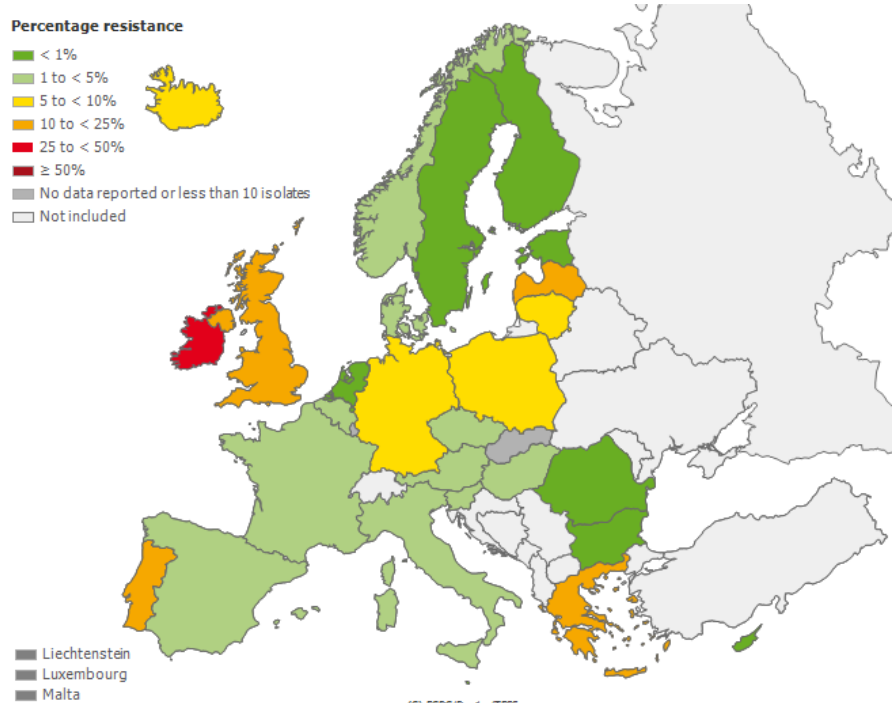 Percentage resistance
< 1%
1 to < 5%
5 to < 10%
10 to < 25%
25 to < 50%
≥ 50%
No data reported or less than 10 isolates
Not included
Liechtenstein
Luxembourg
Malta